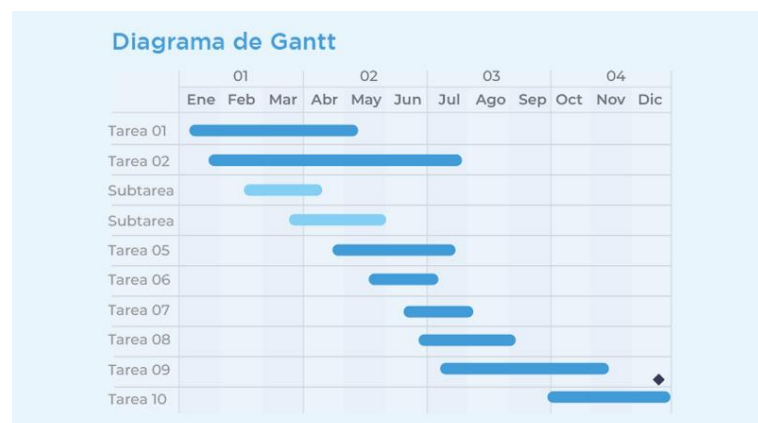 Diagrama de Gantt
01 02 03 04
Ene Feb Mar Abr May Jun Jul Ago Sep Oct Nov Dic
Tarea 01
Tarea 02
Subtarea
Subtarea
Tarea 05
Tarea 06
Tarea 07
Tarea 08
Tarea 09
Tarea 10